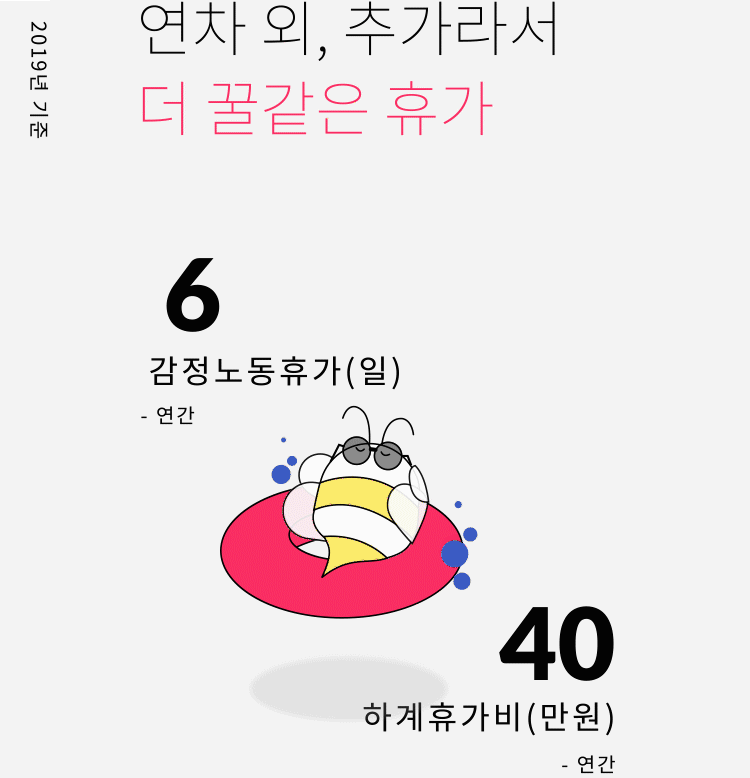 2019년 기준
연차 외, 추가라서
더 꿀같은 휴가
6
감정노동휴가(일)
- 연간
40
하계휴가비(만원)
- 연간